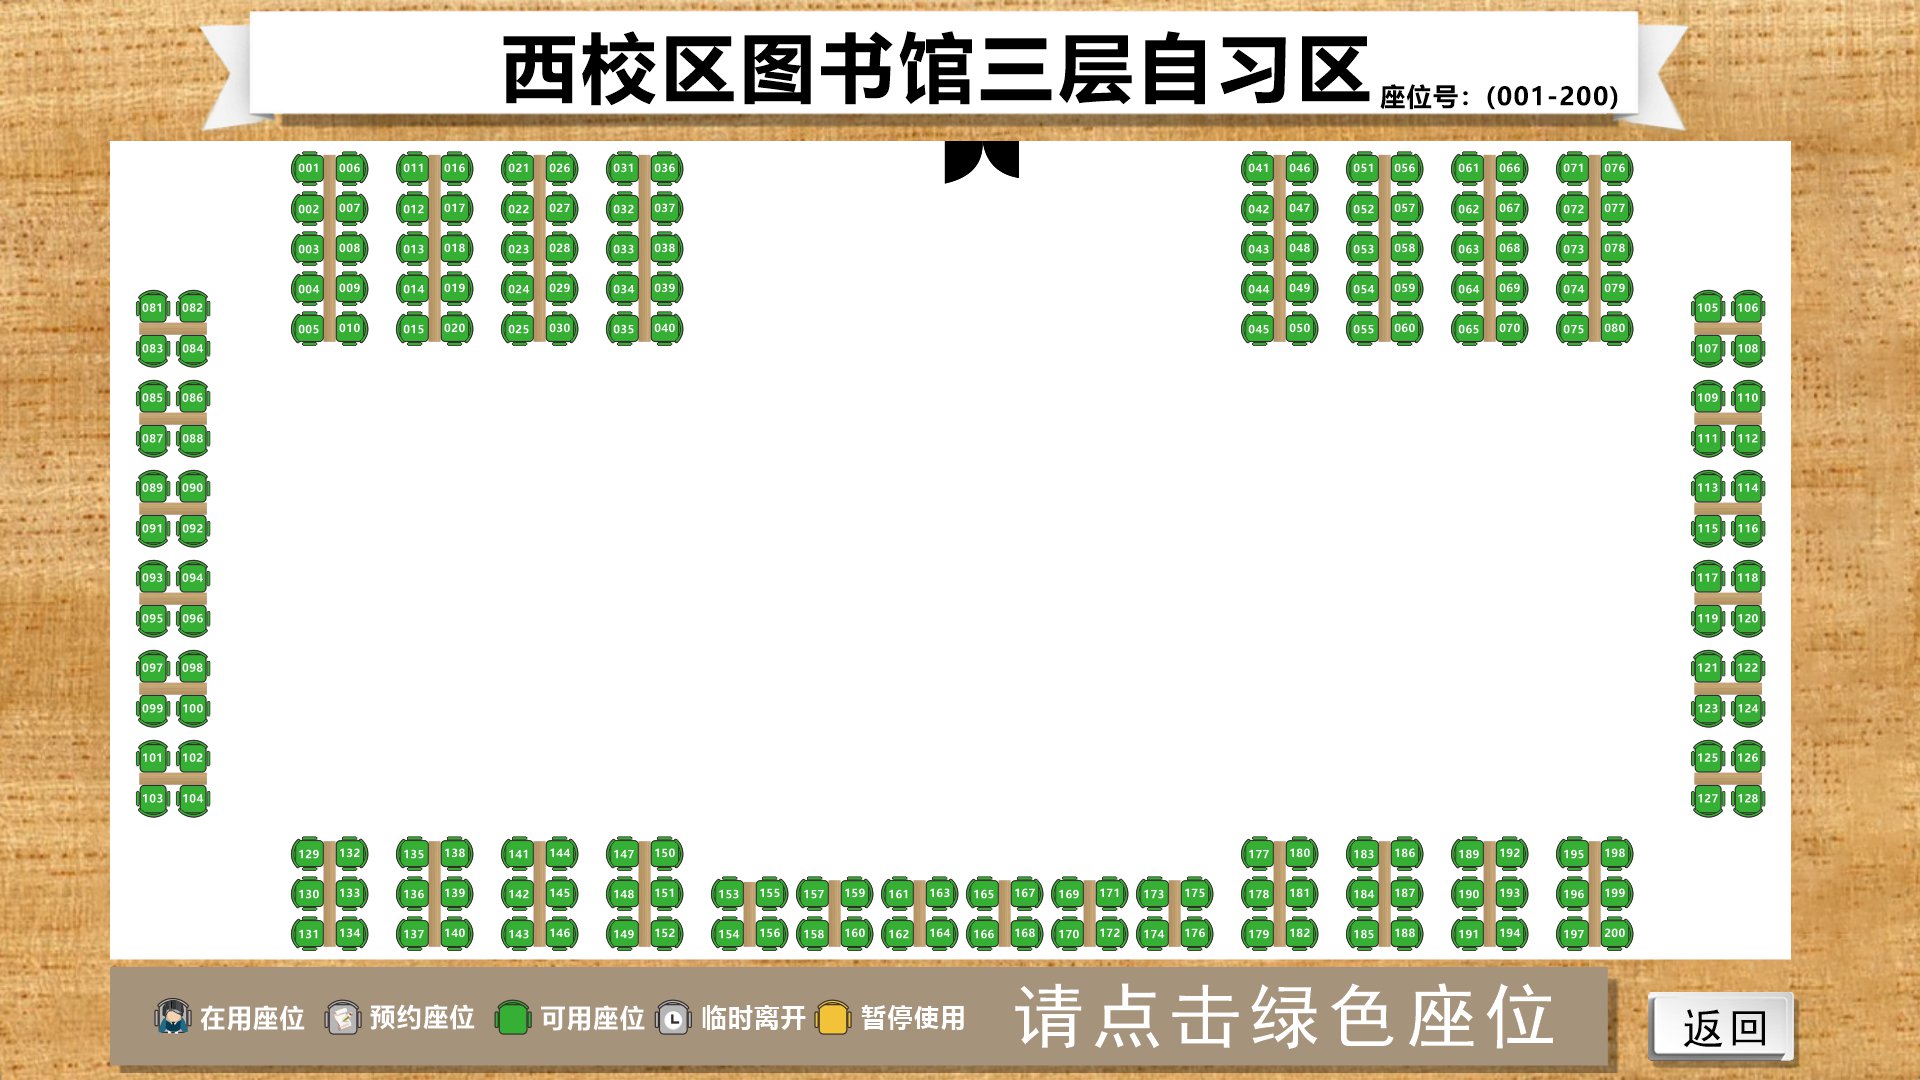 西校区图书馆三层自习区 座位号：(001-200)
001 006 011 016 021 026 031 036 041 046 051 056 061 066 071 076
002 007 012 017 022 027 032 037 042 047 052 057 062 067 072 077
003 008 013 018 023 028 033 038 043 048 053 058 063 068 073 078
004 009 014 019 024 029 034 039 044 049 054 059 064 069 074 079
081 082 105 106
005 010 015 020 025 030 035 040 045 050 055 060 065 070 075 080
083 084 107 108
085 086 109 110
087 088 111 112
089 090 113 114
091 092 115 116
093 094 117 118
095 096 119 120
097 098 121 122
099 100 123 124
101 102 125 126
103 104 127 128
129 132 135 138 141 144 147 150 177 180 183 186 189 192 195 198
130 133 136 139 142 145 148 151 153 155 157 159 161 163 165 167 169 171 173 175 178 181 184 187 190 193 196 199
131 134 137 140 143 146 149 152 154 156 158 160 162 164 166 168 170 172 174 176 179 182 185 188 191 194 197 200
在用座位 预约座位 可用座位 临时离开 暂停使用 请点击绿色座位 返回